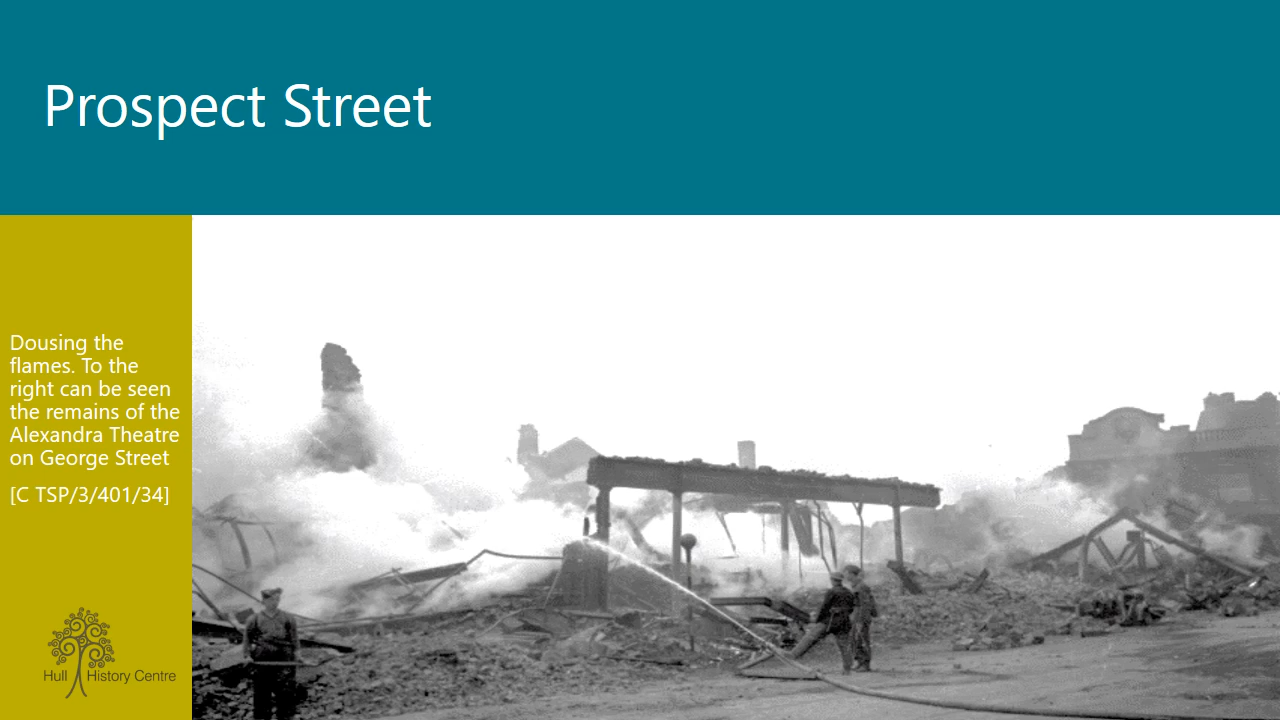 Prospect Street
Dousing the
flames. To the
right can be seen
the remains of the
Alexandra Theatre
on George Street
[C TSP/3/401/34]
Hull History Centre